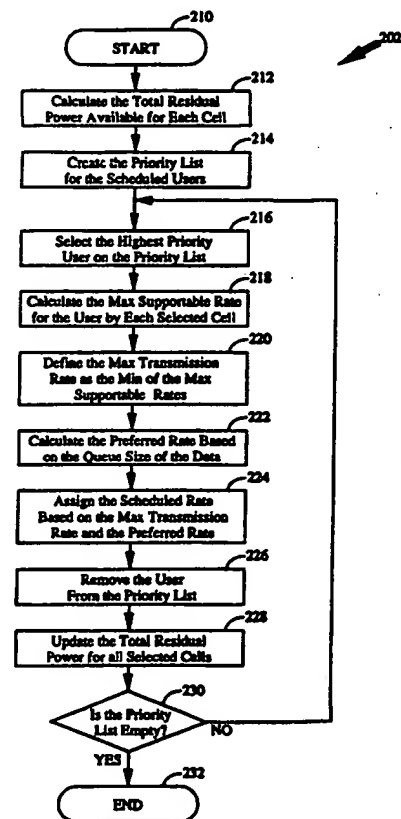 210
START
202
212
Calculate the Total Residual
Power Available for Each Cell
214
Create the Priority List
for the Scheduled Users
216
Select the Highest Priority
User on the Priority List
218
Calculate the Max Supportable Rate
for the User by Each Selected Cell
220
Define the Max Transmission
Rate as the Min of the Max
Supportable Rates
222
Calculate the Preferred Rate Based
on the Queue Size of the Data
224
Assign the Scheduled Rate
Based on the Max Transmission
Rate and the Preferred Rate
226
Remove the User
From the Priority List
228
Update the Total Residual
Power for all Selected Calls
230
Is the Priority
List Empty?
NO
YES
232
END